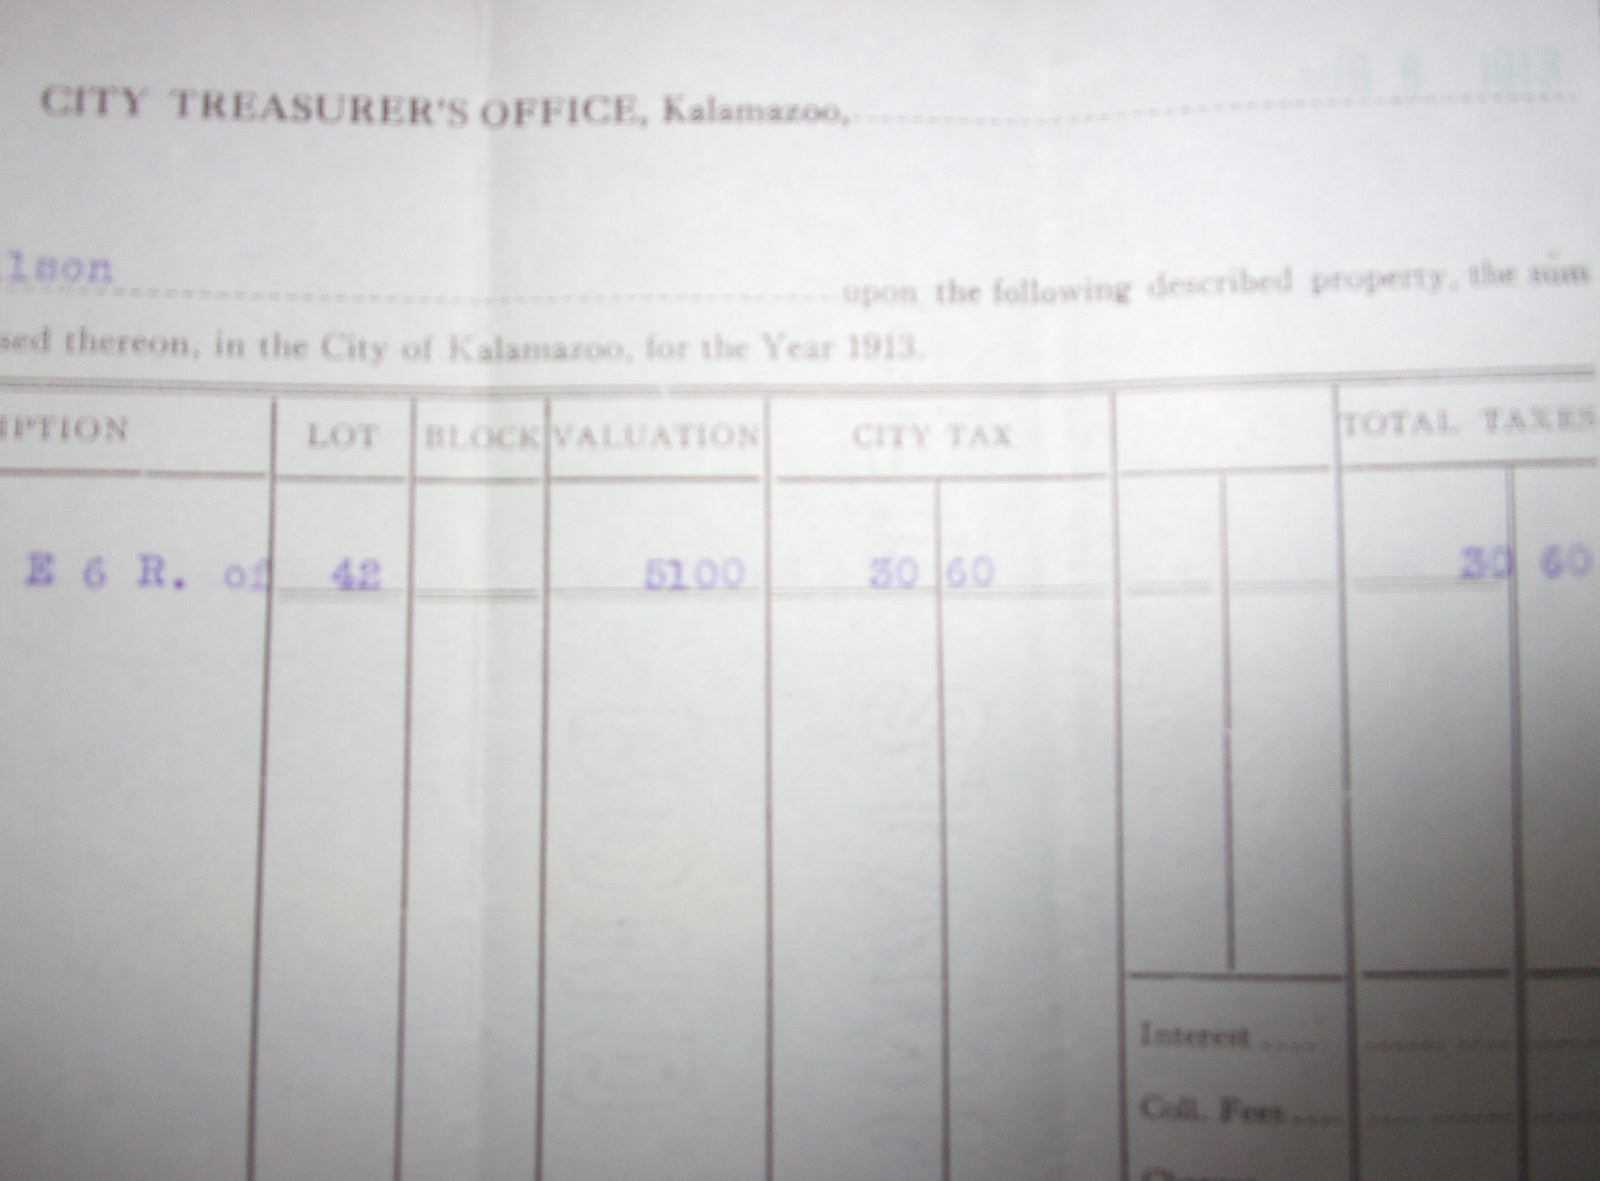 CITY TREASURER'S OFFICE, Kalamazoo,
lson upon the following described property, the sum
sed thereon, in the City of Kalamazoo, for the Year 1913.
IPTION LOT BLOCK VALUATION CITY TAX TOTAL TAXES
E 6 R. of 42 5100 30 60 30 60
Interest
Coll. Fees